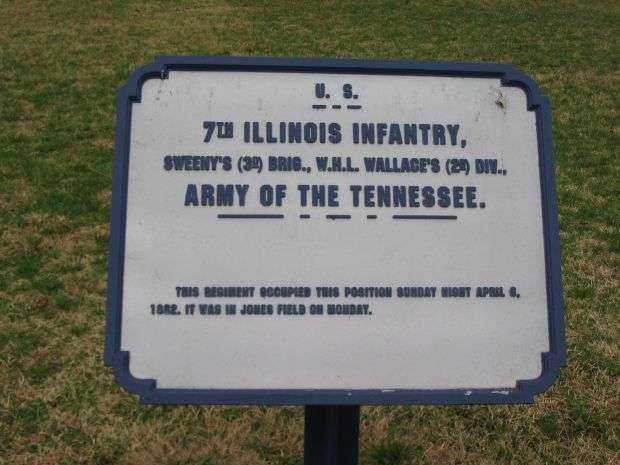 U. S.
7TH ILLINOIS INFANTRY,
SWEENY'S (3D) BRIG., W.H.L. WALLACE'S (2D) DIV.,
ARMY OF THE TENNESSEE.
THIS REGIMENT OCCUPIED THIS POSITION SUNDAY NIGHT APRIL 6,
1862. IT WAS IN JONES FIELD ON MONDAY.